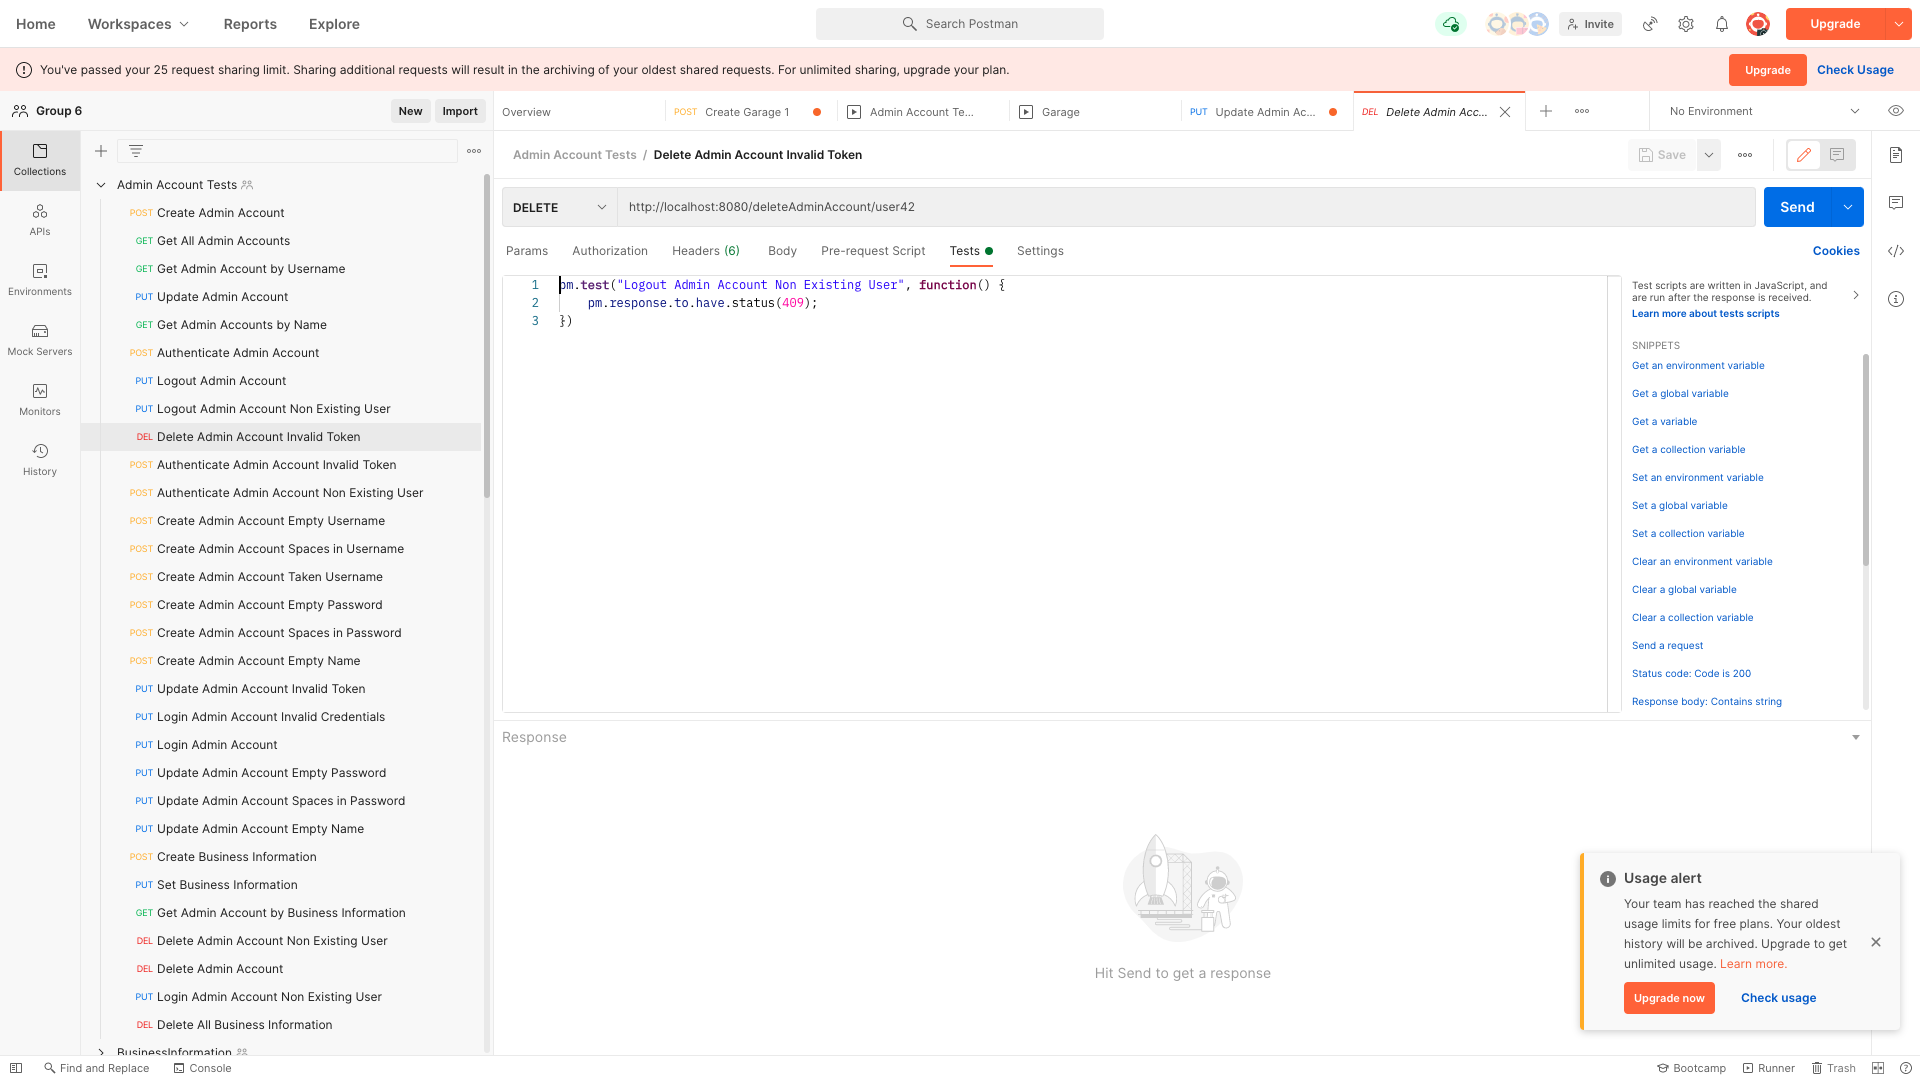 Home
Workspaces
Reports
Explore
Search Postman
Invite
Upgrade
You've passed your 25 request sharing limit. Sharing additional requests will result in the archiving of your oldest shared requests. For unlimited sharing, upgrade your plan.
Upgrade
Check Usage
Group 6
New
Import
Overview
POST Create Garage 1
Admin Account Te...
Garage
PUT Update Admin Ac...
DEL Delete Admin Acc...
No Environment
Collections
APIs
Environments
Mock Servers
Monitors
History
Admin Account Tests
POST Create Admin Account
GET Get All Admin Accounts
GET Get Admin Account by Username
PUT Update Admin Account
GET Get Admin Accounts by Name
POST Authenticate Admin Account
PUT Logout Admin Account
PUT Logout Admin Account Non Existing User
DEL Delete Admin Account Invalid Token
POST Authenticate Admin Account Invalid Token
POST Authenticate Admin Account Non Existing User
POST Create Admin Account Empty Username
POST Create Admin Account Spaces in Username
POST Create Admin Account Taken Username
POST Create Admin Account Empty Password
POST Create Admin Account Spaces in Password
POST Create Admin Account Empty Name
PUT Update Admin Account Invalid Token
PUT Login Admin Account Invalid Credentials
PUT Login Admin Account
PUT Update Admin Account Empty Password
PUT Update Admin Account Spaces in Password
PUT Update Admin Account Empty Name
POST Create Business Information
PUT Set Business Information
GET Get Admin Account by Business Information
DEL Delete Admin Account Non Existing User
DEL Delete Admin Account
PUT Login Admin Account Non Existing User
DEL Delete All Business Information
BusinessInformation
Admin Account Tests / Delete Admin Account Invalid Token
Save
DELETE
http://localhost:8080/deleteAdminAccount/user42
Send
Params
Authorization
Headers (6)
Body
Pre-request Script
Tests
Settings
Cookies
1 pm.test("Logout Admin Account Non Existing User", function() {
2 pm.response.to.have.status(409);
3 })
Test scripts are written in JavaScript, and
are run after the response is received.
Learn more about tests scripts
SNIPPETS
Get an environment variable
Get a global variable
Get a variable
Get a collection variable
Set an environment variable
Set a global variable
Set a collection variable
Clear an environment variable
Clear a global variable
Clear a collection variable
Send a request
Status code: Code is 200
Response body: Contains string
Response
Hit Send to get a response
Usage alert
Your team has reached the shared
usage limits for free plans. Your oldest
history will be archived. Upgrade to get
unlimited usage. Learn more.
Upgrade now
Check usage
Find and Replace
Console
Bootcamp
Runner
Trash